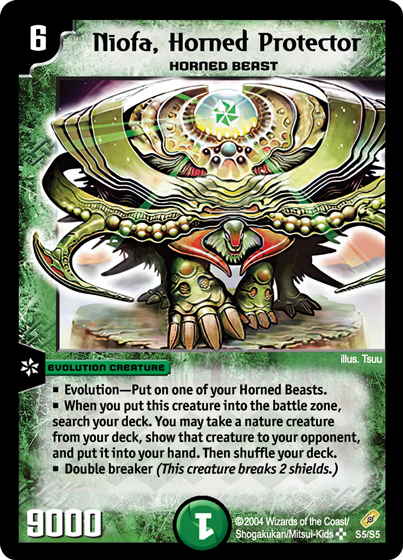 6
Niofa, Horned Protector
HORNED BEAST
illus. Tsuu
EVOLUTION CREATURE
■ Evolution—Put on one of your Horned Beasts.
■ When you put this creature into the battle zone,
search your deck. You may take a nature creature
from your deck, show that creature to your opponent,
and put it into your hand. Then shuffle your deck.
■ Double breaker (This creature breaks 2 shields.)
9000
1
©2004 Wizards of the Coast/
Shogakukan/Mitsui-Kids S5/S5